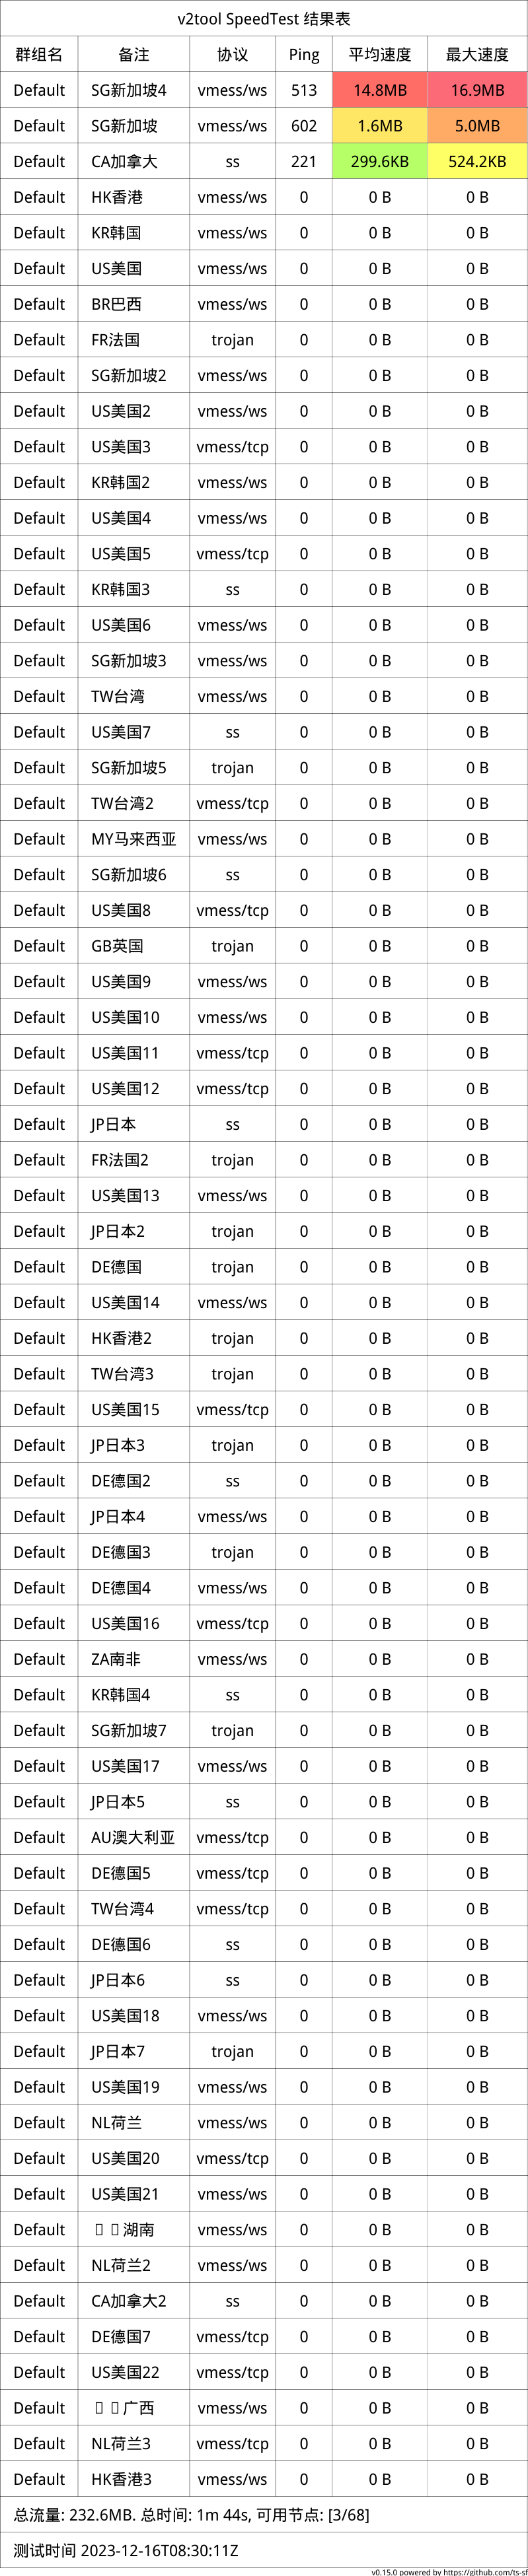 v2tool SpeedTest 结果表
群组名 备注 协议 Ping 平均速度 最大速度
Default SG新加坡4 vmess/ws 513 14.8MB 16.9MB
Default SG新加坡 vmess/ws 602 1.6MB 5.0MB
Default CA加拿大 ss 221 299.6KB 524.2KB
Default HK香港 vmess/ws 0 0 B 0 B
Default KR韩国 vmess/ws 0 0 B 0 B
Default US美国 vmess/ws 0 0 B 0 B
Default BR巴西 vmess/ws 0 0 B 0 B
Default FR法国 trojan 0 0 B 0 B
Default SG新加坡2 vmess/ws 0 0 B 0 B
Default US美国2 vmess/ws 0 0 B 0 B
Default US美国3 vmess/tcp 0 0 B 0 B
Default KR韩国2 vmess/ws 0 0 B 0 B
Default US美国4 vmess/ws 0 0 B 0 B
Default US美国5 vmess/tcp 0 0 B 0 B
Default KR韩国3 ss 0 0 B 0 B
Default US美国6 vmess/ws 0 0 B 0 B
Default SG新加坡3 vmess/ws 0 0 B 0 B
Default TW台湾 vmess/ws 0 0 B 0 B
Default US美国7 ss 0 0 B 0 B
Default SG新加坡5 trojan 0 0 B 0 B
Default TW台湾2 vmess/tcp 0 0 B 0 B
Default MY马来西亚 vmess/ws 0 0 B 0 B
Default SG新加坡6 ss 0 0 B 0 B
Default US美国8 vmess/tcp 0 0 B 0 B
Default GB英国 trojan 0 0 B 0 B
Default US美国9 vmess/ws 0 0 B 0 B
Default US美国10 vmess/ws 0 0 B 0 B
Default US美国11 vmess/tcp 0 0 B 0 B
Default US美国12 vmess/tcp 0 0 B 0 B
Default JP日本 ss 0 0 B 0 B
Default FR法国2 trojan 0 0 B 0 B
Default US美国13 vmess/ws 0 0 B 0 B
Default JP日本2 trojan 0 0 B 0 B
Default DE德国 trojan 0 0 B 0 B
Default US美国14 vmess/ws 0 0 B 0 B
Default HK香港2 trojan 0 0 B 0 B
Default TW台湾3 trojan 0 0 B 0 B
Default US美国15 vmess/tcp 0 0 B 0 B
Default JP日本3 trojan 0 0 B 0 B
Default DE德国2 ss 0 0 B 0 B
Default JP日本4 vmess/ws 0 0 B 0 B
Default DE德国3 trojan 0 0 B 0 B
Default DE德国4 vmess/ws 0 0 B 0 B
Default US美国16 vmess/tcp 0 0 B 0 B
Default ZA南非 vmess/ws 0 0 B 0 B
Default KR韩国4 ss 0 0 B 0 B
Default SG新加坡7 trojan 0 0 B 0 B
Default US美国17 vmess/ws 0 0 B 0 B
Default JP日本5 ss 0 0 B 0 B
Default AU澳大利亚 vmess/tcp 0 0 B 0 B
Default DE德国5 vmess/tcp 0 0 B 0 B
Default TW台湾4 vmess/tcp 0 0 B 0 B
Default DE德国6 ss 0 0 B 0 B
Default JP日本6 ss 0 0 B 0 B
Default US美国18 vmess/ws 0 0 B 0 B
Default JP日本7 trojan 0 0 B 0 B
Default US美国19 vmess/ws 0 0 B 0 B
Default NL荷兰 vmess/ws 0 0 B 0 B
Default US美国20 vmess/tcp 0 0 B 0 B
Default US美国21 vmess/ws 0 0 B 0 B
Default 湖南 vmess/ws 0 0 B 0 B
Default NL荷兰2 vmess/ws 0 0 B 0 B
Default CA加拿大2 ss 0 0 B 0 B
Default DE德国7 vmess/tcp 0 0 B 0 B
Default US美国22 vmess/tcp 0 0 B 0 B
Default 广西 vmess/ws 0 0 B 0 B
Default NL荷兰3 vmess/tcp 0 0 B 0 B
Default HK香港3 vmess/ws 0 0 B 0 B
总流量: 232.6MB. 总时间: 1m 44s, 可用节点: [3/68]
测试时间 2023-12-16T08:30:11Z
v0.15.0 powered by https://github.com/ts-sf